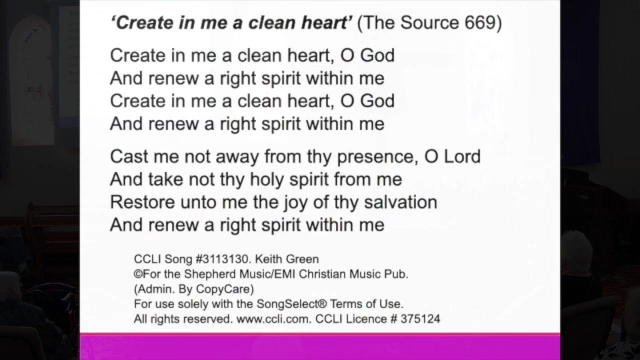 ‘Create in me a clean heart’ (The Source 669)
Create in me a clean heart, O God
And renew a right spirit within me
Create in me a clean heart, O God
And renew a right spirit within me
Cast me not away from thy presence, O Lord
And take not thy holy spirit from me
Restore unto me the joy of thy salvation
And renew a right spirit within me
CCLI Song #3113130. Keith Green
©For the Shepherd Music/EMI Christian Music Pub.
(Admin. By CopyCare)
For use solely with the SongSelect® Terms of Use.
All rights reserved. www.ccli.com. CCLI Licence # 375124